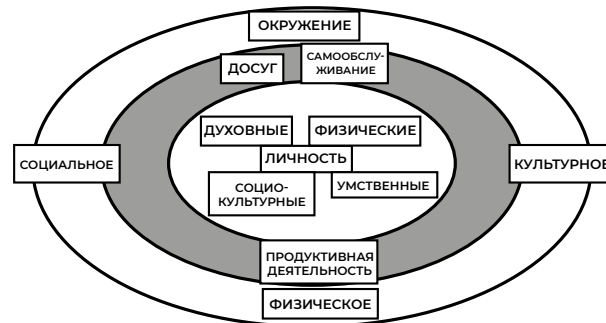 ОКРУЖЕНИЕ
ДОСУГ
САМООБСЛУ-
ЖИВАНИЕ
ДУХОВНЫЕ
ФИЗИЧЕСКИЕ
СОЦИАЛЬНОЕ
ЛИЧНОСТЬ
КУЛЬТУРНОЕ
СОЦИО-
КУЛЬТУРНЫЕ
УМСТВЕННЫЕ
ПРОДУКТИВНАЯ
ДЕЯТЕЛЬНОСТЬ
ФИЗИЧЕСКОЕ